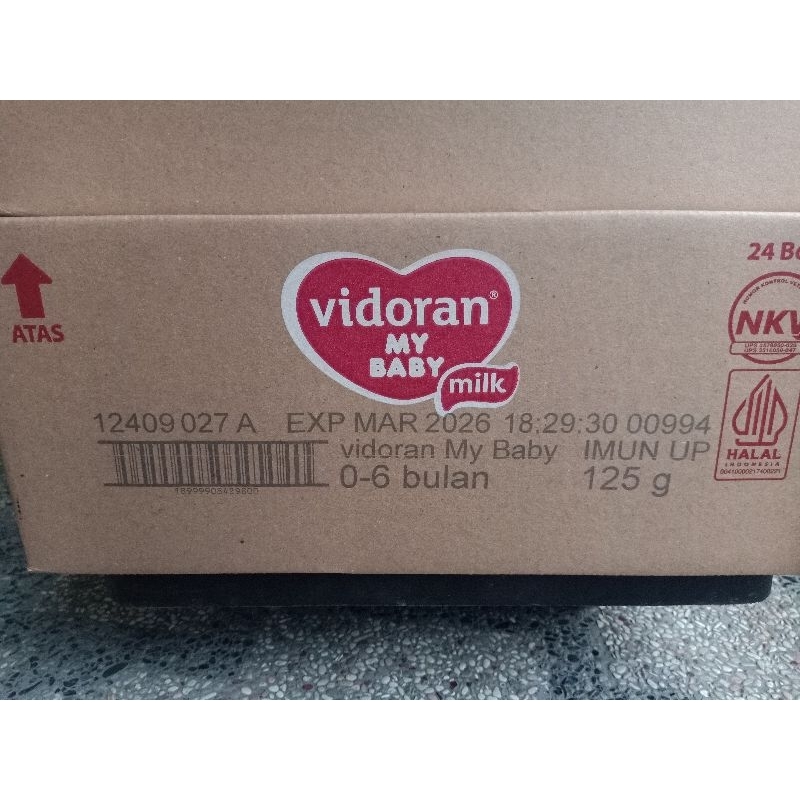 24 Bo
ATAS
vidoran®
MY
BABY
milk
NKV
12409 027 A EXP MAR 2026 18:29:30 00994
vidoran My Baby IMUN UP
0-6 bulan 125 g
HALAL
INDONESIA